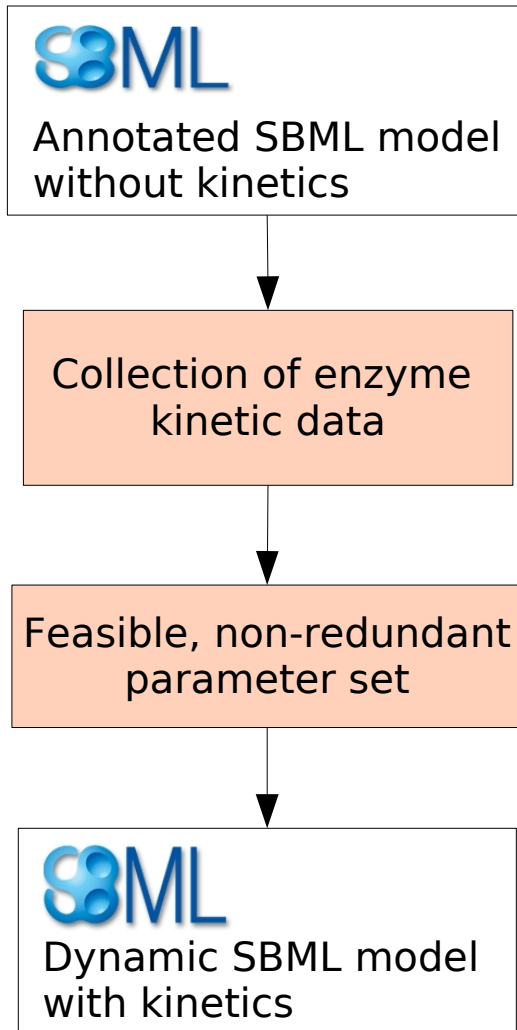 SBML
Annotated SBML model
without kinetics
Collection of enzyme
kinetic data
Feasible, non-redundant
parameter set
SBML
Dynamic SBML model
with kinetics